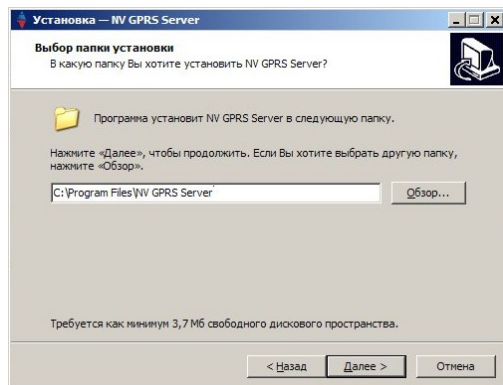 Установка — NV GPRS Server
Выбор папки установки
В какую папку Вы хотите установить NV GPRS Server?
Программа установит NV GPRS Server в следующую папку.
Нажмите «Далее», чтобы продолжить. Если Вы хотите выбрать другую папку,
нажмите «Обзор».
C:\Program Files\NV GPRS Server
Обзор...
Требуется как минимум 3,7 Мб свободного дискового пространства.
< Назад
Далее >
Отмена